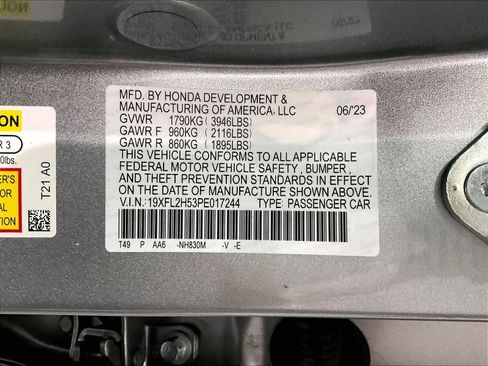 MFD. BY HONDA DEVELOPMENT &
MANUFACTURING OF AMERICA, LLC 06/'23
GVWR 1790KG ( 3946LBS)
GAWR F 960KG ( 2116LBS)
GAWR R 860KG ( 1895LBS)
THIS VEHICLE CONFORMS TO ALL APPLICABLE
FEDERAL MOTOR VEHICLE SAFETY , BUMPER ,
AND THEFT PREVENTION STANDARDS IN EFFECT
ON THE DATE OF MANUFACTURE SHOWN ABOVE.
V.I.N.: 19XFL2H53PE017244 TYPE: PASSENGER CAR
T49 P AA6 -NH830M -V -E
T21 A0
R 3
0lbs.